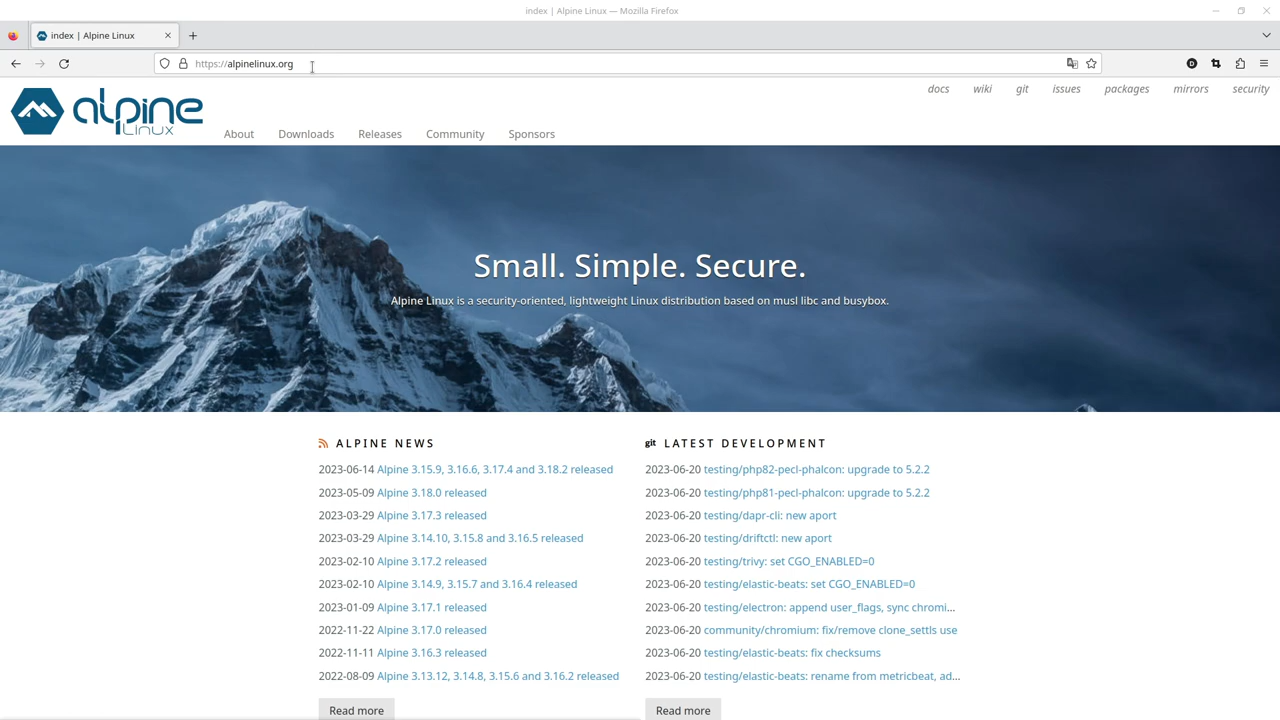 index | Alpine Linux — Mozilla Firefox
index | Alpine Linux
https://alpinelinux.org
docs wiki git issues packages mirrors security
alpine Linux
About Downloads Releases Community Sponsors
Small. Simple. Secure.
Alpine Linux is a security-oriented, lightweight Linux distribution based on musl libc and busybox.
ALPINE NEWS
2023-06-14 Alpine 3.15.9, 3.16.6, 3.17.4 and 3.18.2 released
2023-05-09 Alpine 3.18.0 released
2023-03-29 Alpine 3.17.3 released
2023-03-29 Alpine 3.14.10, 3.15.8 and 3.16.5 released
2023-02-10 Alpine 3.17.2 released
2023-02-10 Alpine 3.14.9, 3.15.7 and 3.16.4 released
2023-01-09 Alpine 3.17.1 released
2022-11-22 Alpine 3.17.0 released
2022-11-11 Alpine 3.16.3 released
2022-08-09 Alpine 3.13.12, 3.14.8, 3.15.6 and 3.16.2 released
Read more
git LATEST DEVELOPMENT
2023-06-20 testing/php82-pecl-phalcon: upgrade to 5.2.2
2023-06-20 testing/php81-pecl-phalcon: upgrade to 5.2.2
2023-06-20 testing/dapr-cli: new aport
2023-06-20 testing/driftctl: new aport
2023-06-20 testing/trivy: set CGO_ENABLED=0
2023-06-20 testing/elastic-beats: set CGO_ENABLED=0
2023-06-20 testing/electron: append user_flags, sync chromi...
2023-06-20 community/chromium: fix/remove clone_settls use
2023-06-20 testing/elastic-beats: fix checksums
2023-06-20 testing/elastic-beats: rename from metricbeat, ad...
Read more